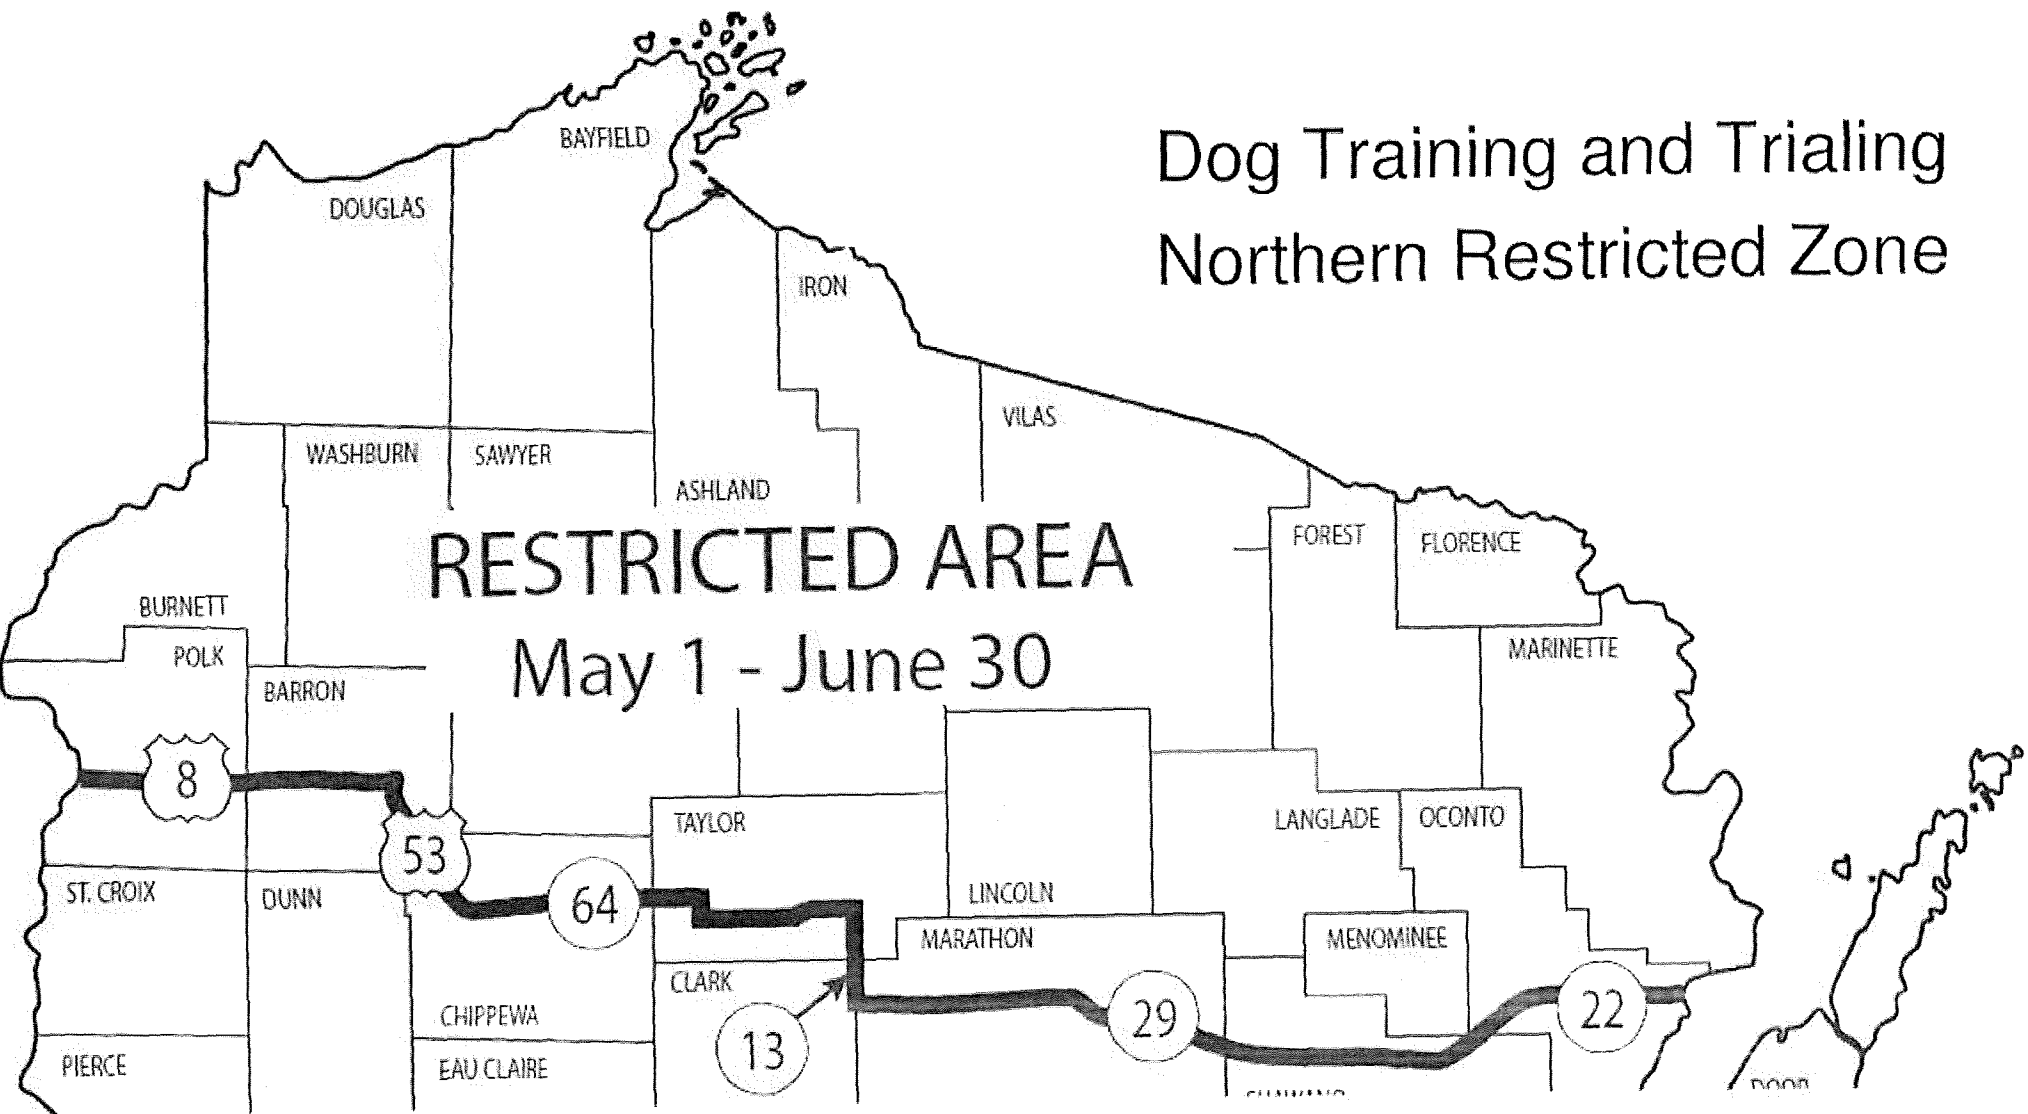 Dog Training and Trialing
Northern Restricted Zone
BAYFIELD
DOUGLAS
IRON
VILAS
WASHBURN
SAWYER
ASHLAND
FOREST
FLORENCE
RESTRICTED AREA
May 1 - June 30
BURNETT
POLK
BARRON
MARINETTE
8
53
TAYLOR
LANGLADE
OCONTO
ST. CROIX
DUNN
64
LINCOLN
MARATHON
MENOMINEE
CLARK
CHIPPEWA
13
29
22
PIERCE
EAU CLAIRE